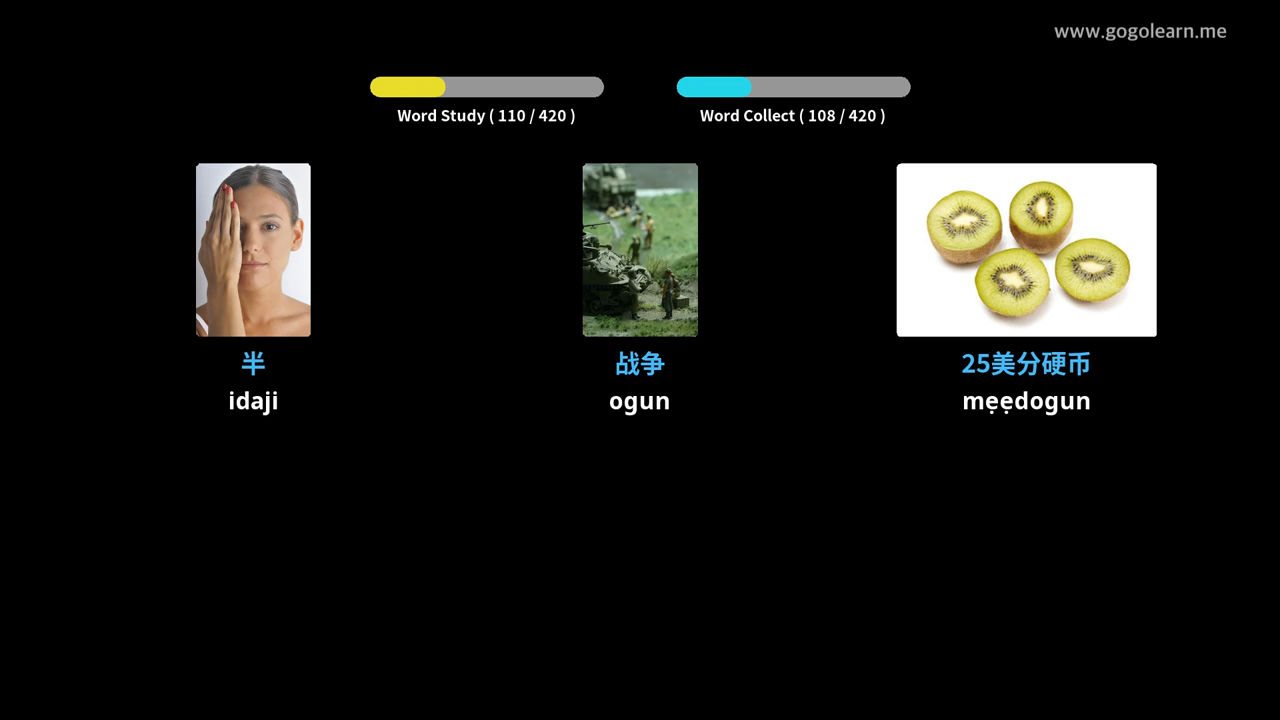 www.gogolearn.me
Word Study ( 110 / 420 )
Word Collect ( 108 / 420 )
半
idaji
战争
ogun
25美分硬币
mẹẹdogun